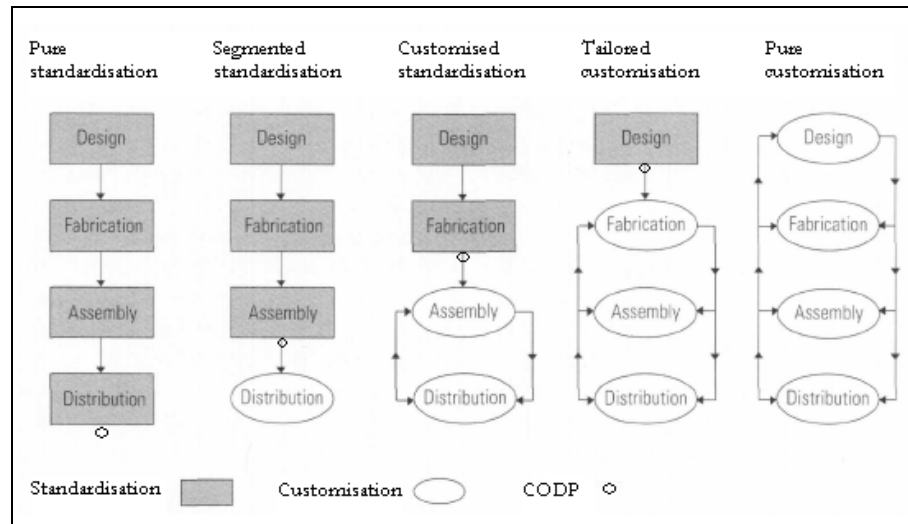 Pure
standardisation
Segmented
standardisation
Customised
standardisation
Tailored
customisation
Pure
customisation
Design
Fabrication
Assembly
Distribution
Design
Fabrication
Assembly
Distribution
Design
Fabrication
Assembly
Distribution
Design
Fabrication
Assembly
Distribution
Design
Fabrication
Assembly
Distribution
Standardisation
Customisation
CODP